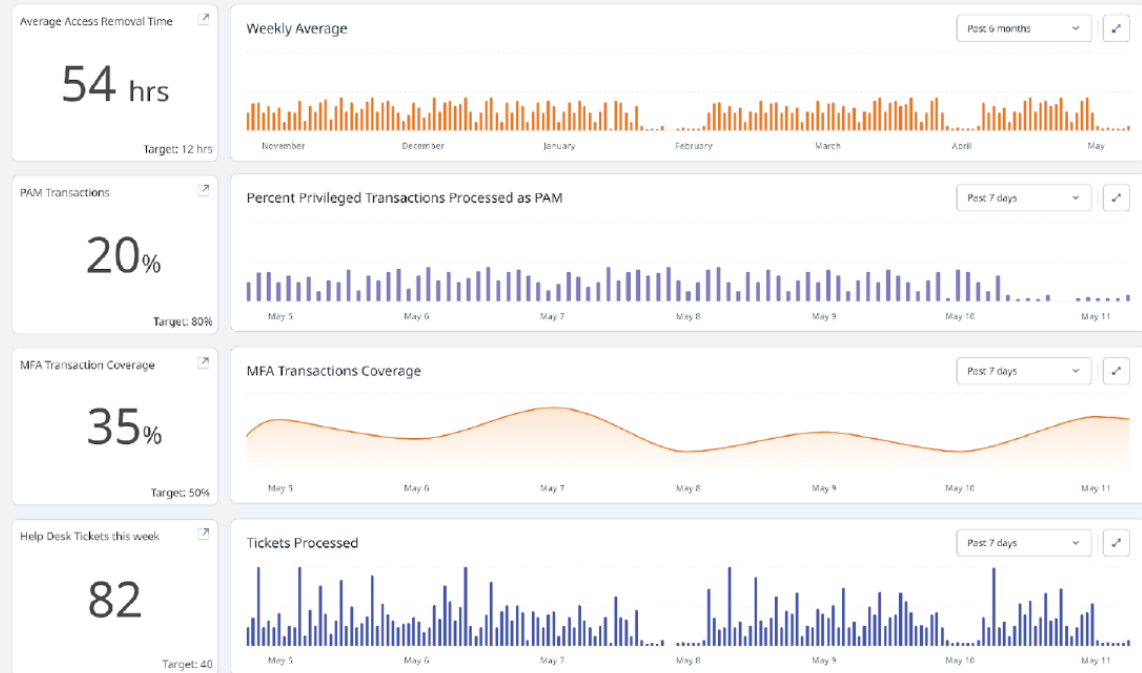 Average Access Removal Time
54 hrs
Target: 12 hrs
Weekly Average
Past 6 months
November December January February March April May
PAM Transactions
20%
Target: 80%
Percent Privileged Transactions Processed as PAM
Past 7 days
May 5 May 6 May 7 May 8 May 9 May 10 May 11
MFA Transaction Coverage
35%
Target: 50%
MFA Transactions Coverage
Past 7 days
May 5 May 6 May 7 May 8 May 9 May 10 May 11
Help Desk Tickets this week
82
Target: 40
Tickets Processed
Past 7 days
May 5 May 6 May 7 May 8 May 9 May 10 May 11